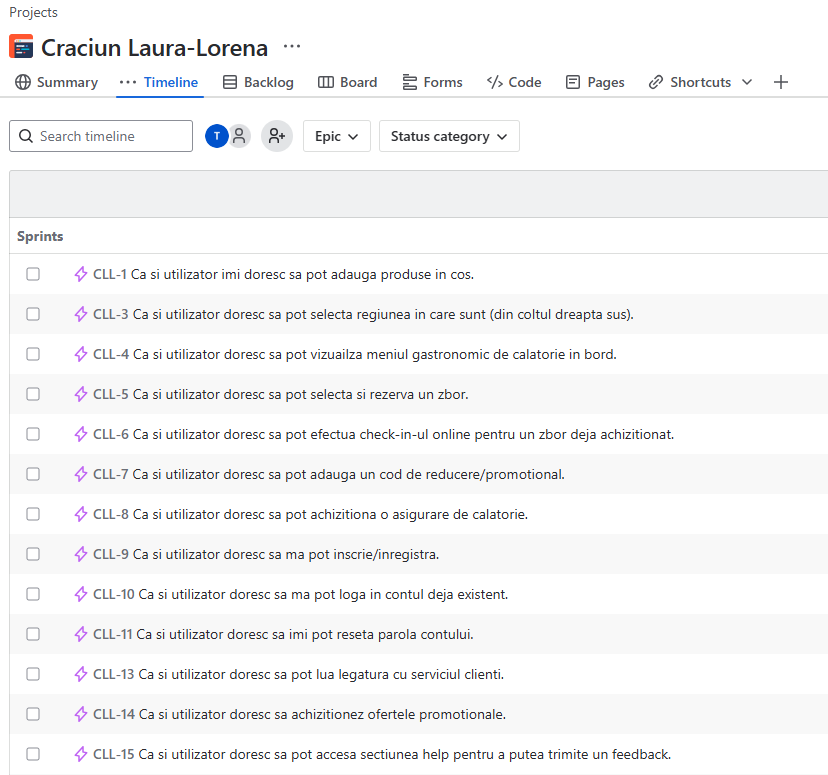 Projects
Craciun Laura-Lorena ···
Summary ··· Timeline Backlog Board Forms </> Code Pages Shortcuts +
Search timeline T Epic Status category
Sprints
CLL-1 Ca si utilizator imi doresc sa pot adauga produse in cos.
CLL-3 Ca si utilizator doresc sa pot selecta regiunea in care sunt (din coltul dreapta sus).
CLL-4 Ca si utilizator doresc sa pot vizuailza meniul gastronomic de calatorie in bord.
CLL-5 Ca si utilizator doresc sa pot selecta si rezerva un zbor.
CLL-6 Ca si utilizator doresc sa pot efectua check-in-ul online pentru un zbor deja achizitionat.
CLL-7 Ca si utilizator doresc sa pot adauga un cod de reducere/promotional.
CLL-8 Ca si utilizator doresc sa pot achizitiona o asigurare de calatorie.
CLL-9 Ca si utilizator doresc sa ma pot inscrie/inregistra.
CLL-10 Ca si utilizator doresc sa ma pot loga in contul deja existent.
CLL-11 Ca si utilizator doresc sa imi pot reseta parola contului.
CLL-13 Ca si utilizator doresc sa pot lua legatura cu serviciul clienti.
CLL-14 Ca si utilizator doresc sa achizitionez ofertele promotionale.
CLL-15 Ca si utilizator doresc sa pot accesa sectiunea help pentru a putea trimite un feedback.